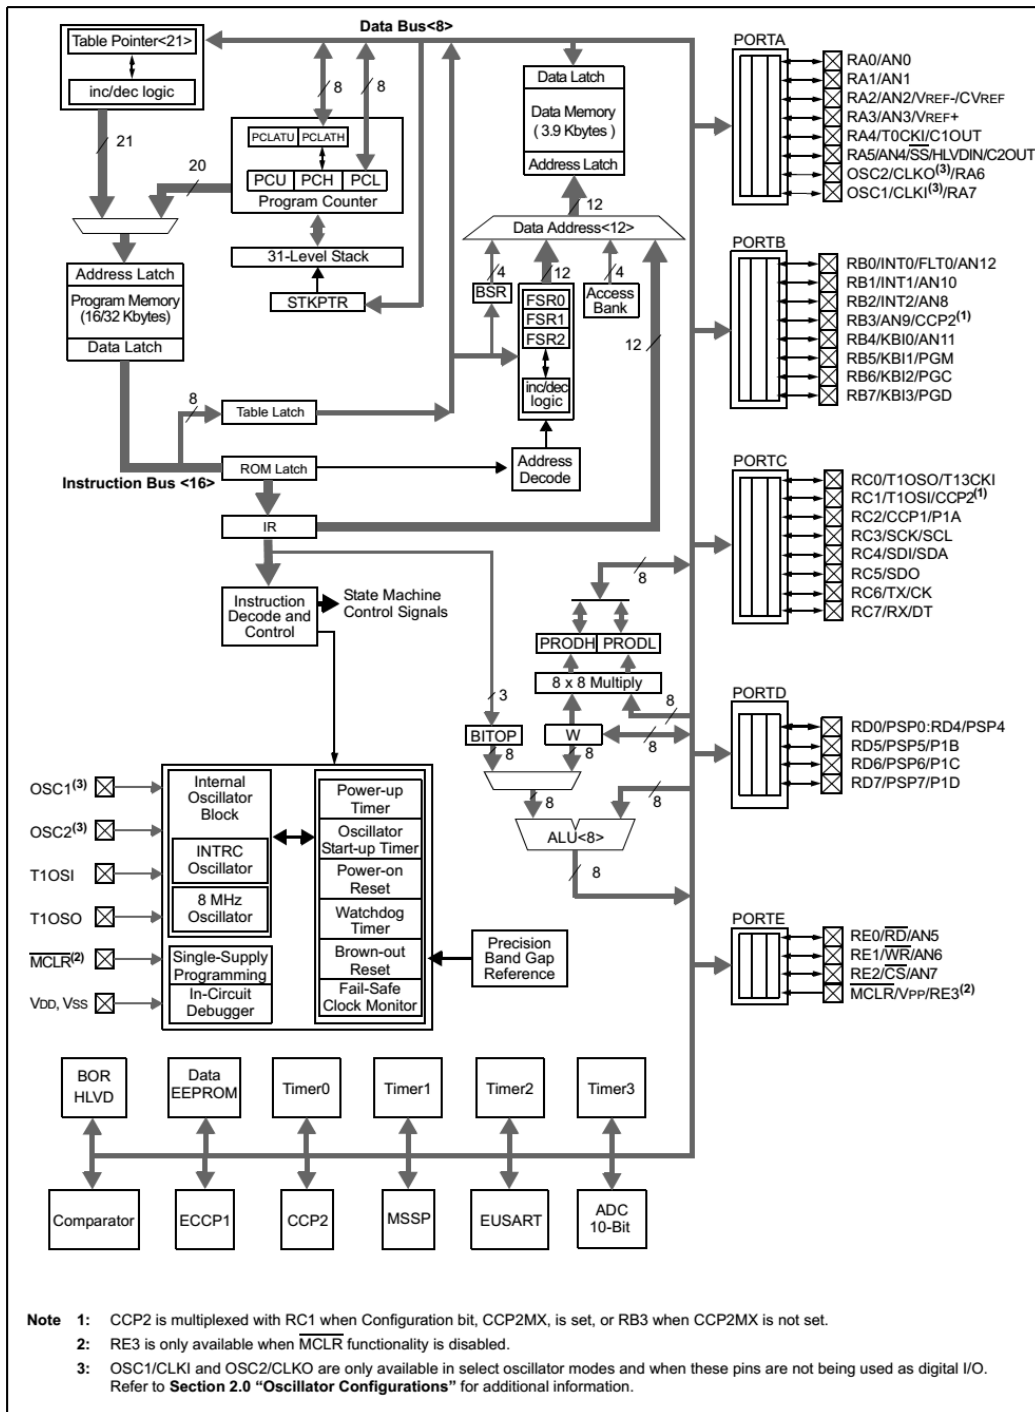 Data Bus<8>
Table Pointer<21>
inc/dec logic
21
20
8
8
PCLATU PCLATH
PCU PCH PCL
Program Counter
31-Level Stack
STKPTR
Data Latch
Data Memory
( 3.9 Kbytes )
Address Latch
12
Data Address<12>
4
12
4
BSR
FSR0
FSR1
FSR2
Access
Bank
12
inc/dec
logic
Address
Decode
Address Latch
Program Memory
(16/32 Kbytes)
Data Latch
8
Table Latch
Instruction Bus <16>
ROM Latch
IR
Instruction
Decode and
Control
State Machine
Control Signals
8
PRODH PRODL
8 x 8 Multiply
3
8
BITOP
W
8
8
8
8
8
ALU<8>
8
OSC1(3)
OSC2(3)
T1OSI
T1OSO
MCLR(2)
VDD, VSS
Internal
Oscillator
Block
INTRC
Oscillator
8 MHz
Oscillator
Single-Supply
Programming
In-Circuit
Debugger
Power-up
Timer
Oscillator
Start-up Timer
Power-on
Reset
Watchdog
Timer
Brown-out
Reset
Fail-Safe
Clock Monitor
Precision
Band Gap
Reference
PORTA
RA0/AN0
RA1/AN1
RA2/AN2/VREF-/CVREF
RA3/AN3/VREF+
RA4/T0CKI/C1OUT
RA5/AN4/SS/HLVDIN/C2OUT
OSC2/CLKO(3)/RA6
OSC1/CLKI(3)/RA7
PORTB
RB0/INT0/FLT0/AN12
RB1/INT1/AN10
RB2/INT2/AN8
RB3/AN9/CCP2(1)
RB4/KBI0/AN11
RB5/KBI1/PGM
RB6/KBI2/PGC
RB7/KBI3/PGD
PORTC
RC0/T1OSO/T13CKI
RC1/T1OSI/CCP2(1)
RC2/CCP1/P1A
RC3/SCK/SCL
RC4/SDI/SDA
RC5/SDO
RC6/TX/CK
RC7/RX/DT
PORTD
RD0/PSP0:RD4/PSP4
RD5/PSP5/P1B
RD6/PSP6/P1C
RD7/PSP7/P1D
PORTE
RE0/RD/AN5
RE1/WR/AN6
RE2/CS/AN7
MCLR/VPP/RE3(2)
BOR
HLVD
Data
EEPROM
Timer0
Timer1
Timer2
Timer3
Comparator
ECCP1
CCP2
MSSP
EUSART
ADC
10-Bit
Note 1: CCP2 is multiplexed with RC1 when Configuration bit, CCP2MX, is set, or RB3 when CCP2MX is not set.
2: RE3 is only available when MCLR functionality is disabled.
3: OSC1/CLKI and OSC2/CLKO are only available in select oscillator modes and when these pins are not being used as digital I/O.
Refer to Section 2.0 “Oscillator Configurations” for additional information.